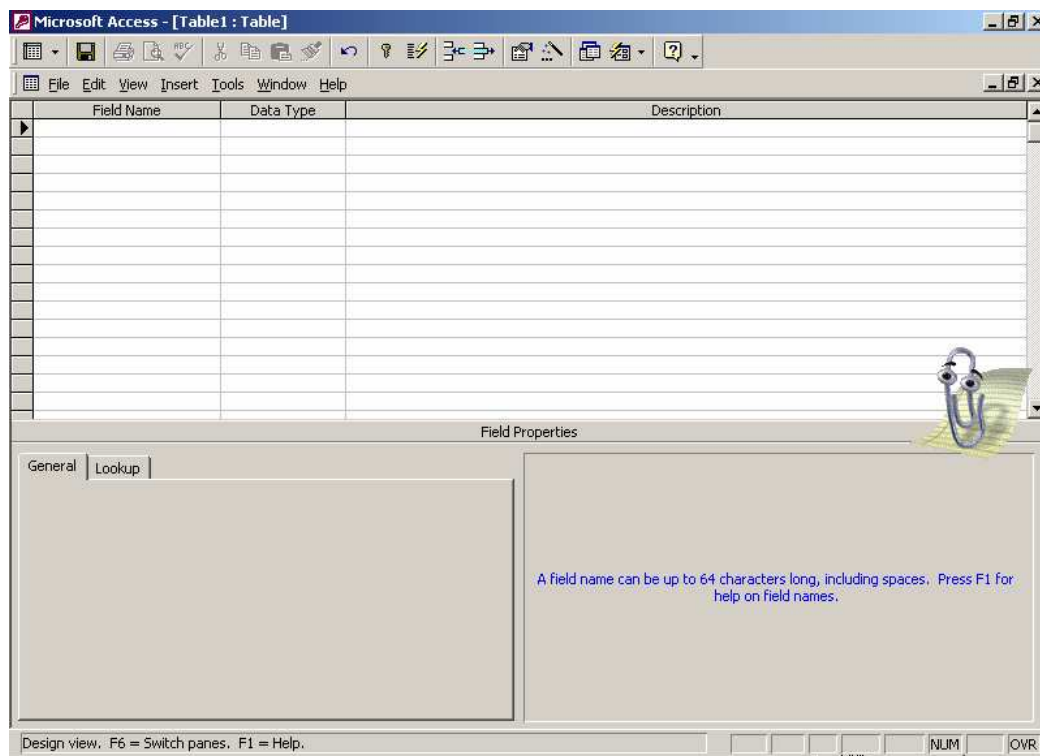 Microsoft Access - [Table1 : Table]
File Edit View Insert Tools Window Help
Field Name Data Type Description
Field Properties
General Lookup
A field name can be up to 64 characters long, including spaces. Press F1 for
help on field names.
Design view. F6 = Switch panes. F1 = Help. NUM OVR